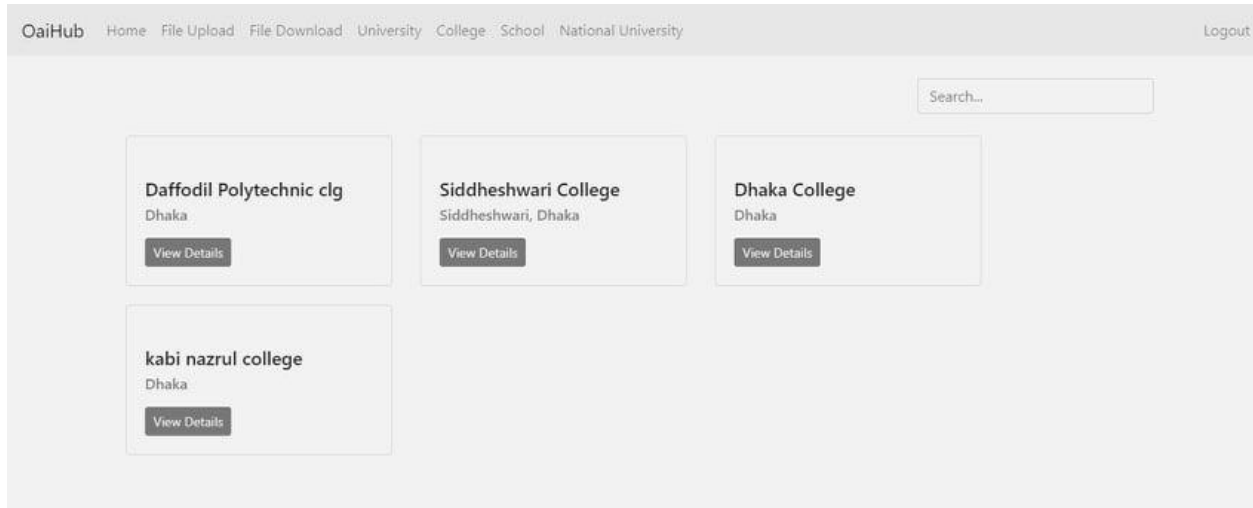 OaiHub Home File Upload File Download University College School National University Logout
Search...
Daffodil Polytechnic clg
Dhaka
View Details
Siddheshwari College
Siddheshwari, Dhaka
View Details
Dhaka College
Dhaka
View Details
kabi nazrul college
Dhaka
View Details